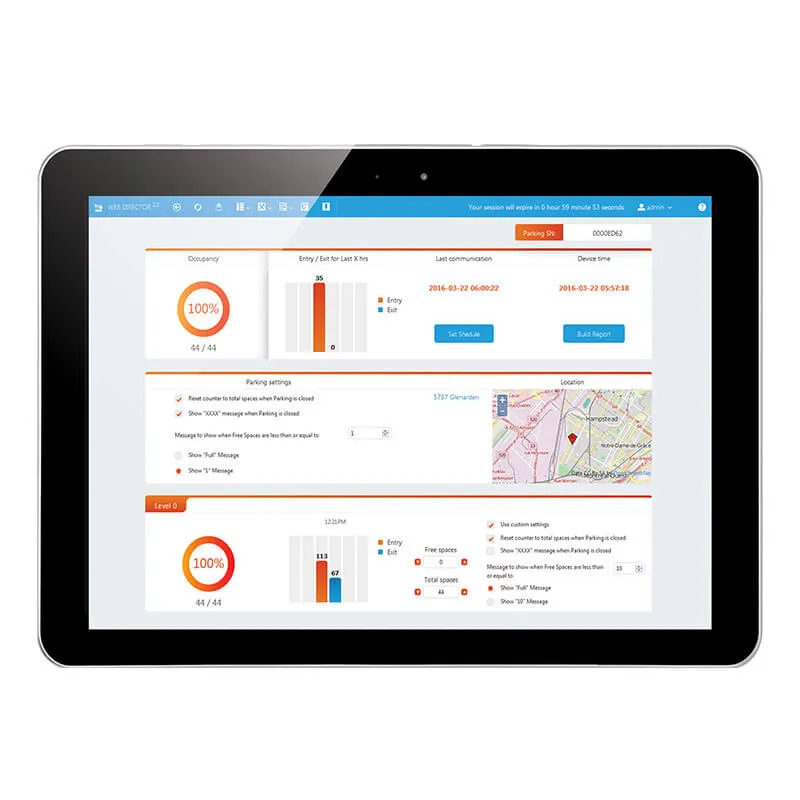 WEB DIRECTOR
Your session will expire in 0 hour 59 minute 53 seconds
admin
Parking SN:
0000ED62
Occupancy
Entry / Exit for Last X hrs
Last communication
Device time
100%
44 / 44
35
0
Entry
Exit
2016-03-22 06:00:22
2016-03-22 05:57:18
Set Shedule
Build Report
Parking settings
Location
Reset counter to total spaces when Parking is closed
Show "XXXX" message when Parking is closed
Message to show when Free Spaces are less than or equal to
1
Show "Full" Message
Show "1" Message
5787 Glenarden
Hampstead
Notre-Dame-de-Grâce
520
520
Level 0
100%
44 / 44
12:21PM
113
67
Entry
Exit
Free spaces
0
Total spaces
44
Use custom settings
Reset counter to total spaces when Parking is closed
Show "XXXX" message when Parking is closed
Message to show when Free Spaces are less than
or equal to
10
Show "Full" Message
Show "10" Message